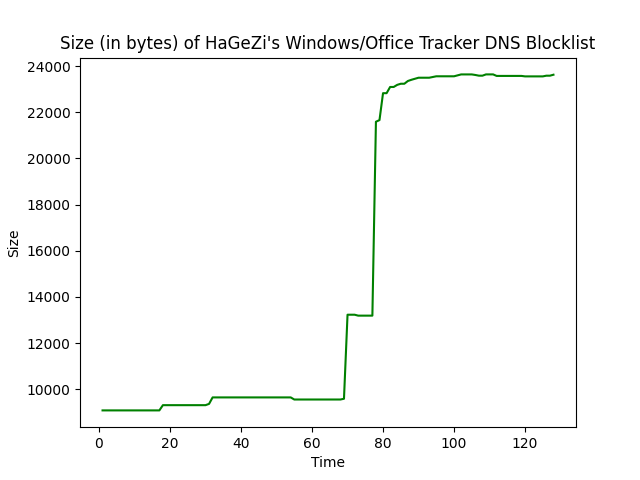 Size (in bytes) of HaGeZi's Windows/Office Tracker DNS Blocklist
24000
22000
20000
18000
16000
14000
12000
10000
Size
0 20 40 60 80 100 120
Time